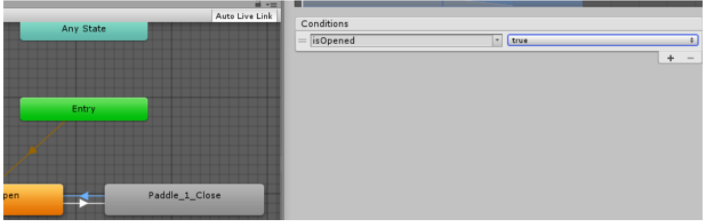 Auto Live Link
Any State
Entry
pen
Paddle_1_Close
Conditions
isOpened
true